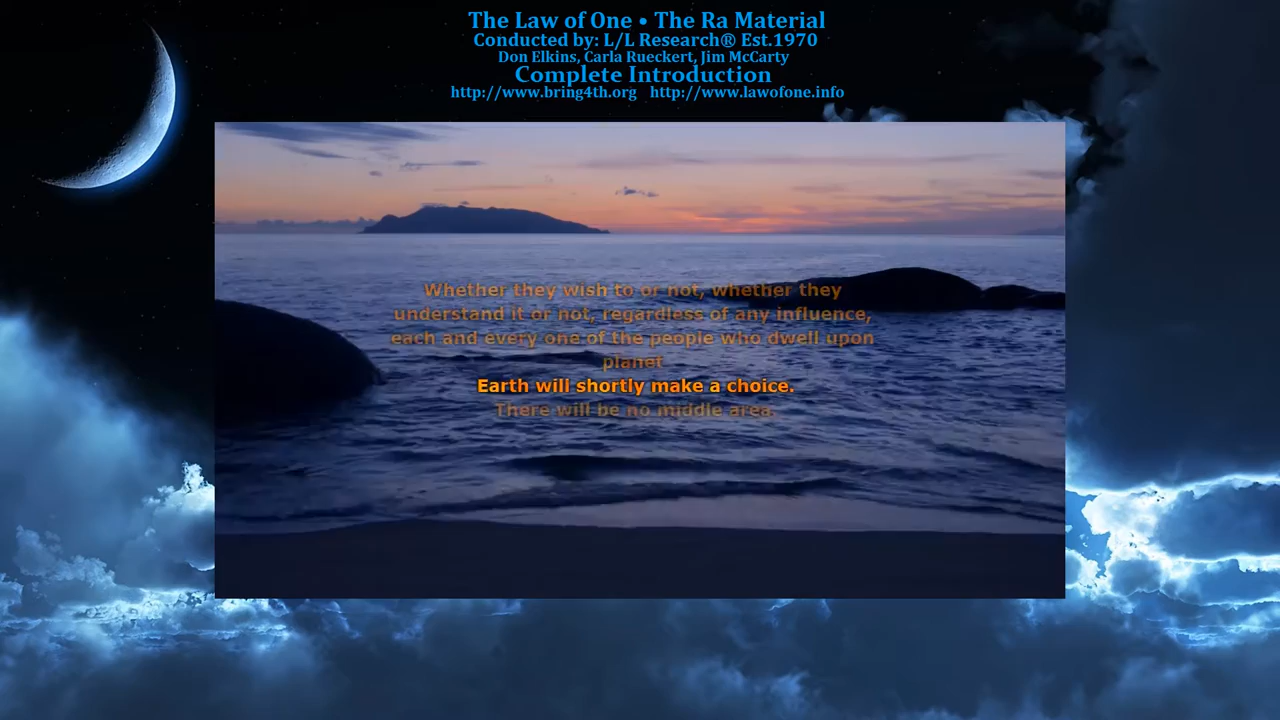 The Law of One • The Ra Material
Conducted by: L/L Research® Est.1970
Don Elkins, Carla Rueckert, Jim McCarty
Complete Introduction
http://www.bring4th.org http://www.lawofone.info
Whether they wish to or not, whether they
understand it or not, regardless of any influence,
each and every one of the people who dwell upon
planet
Earth will shortly make a choice.
There will be no middle area.